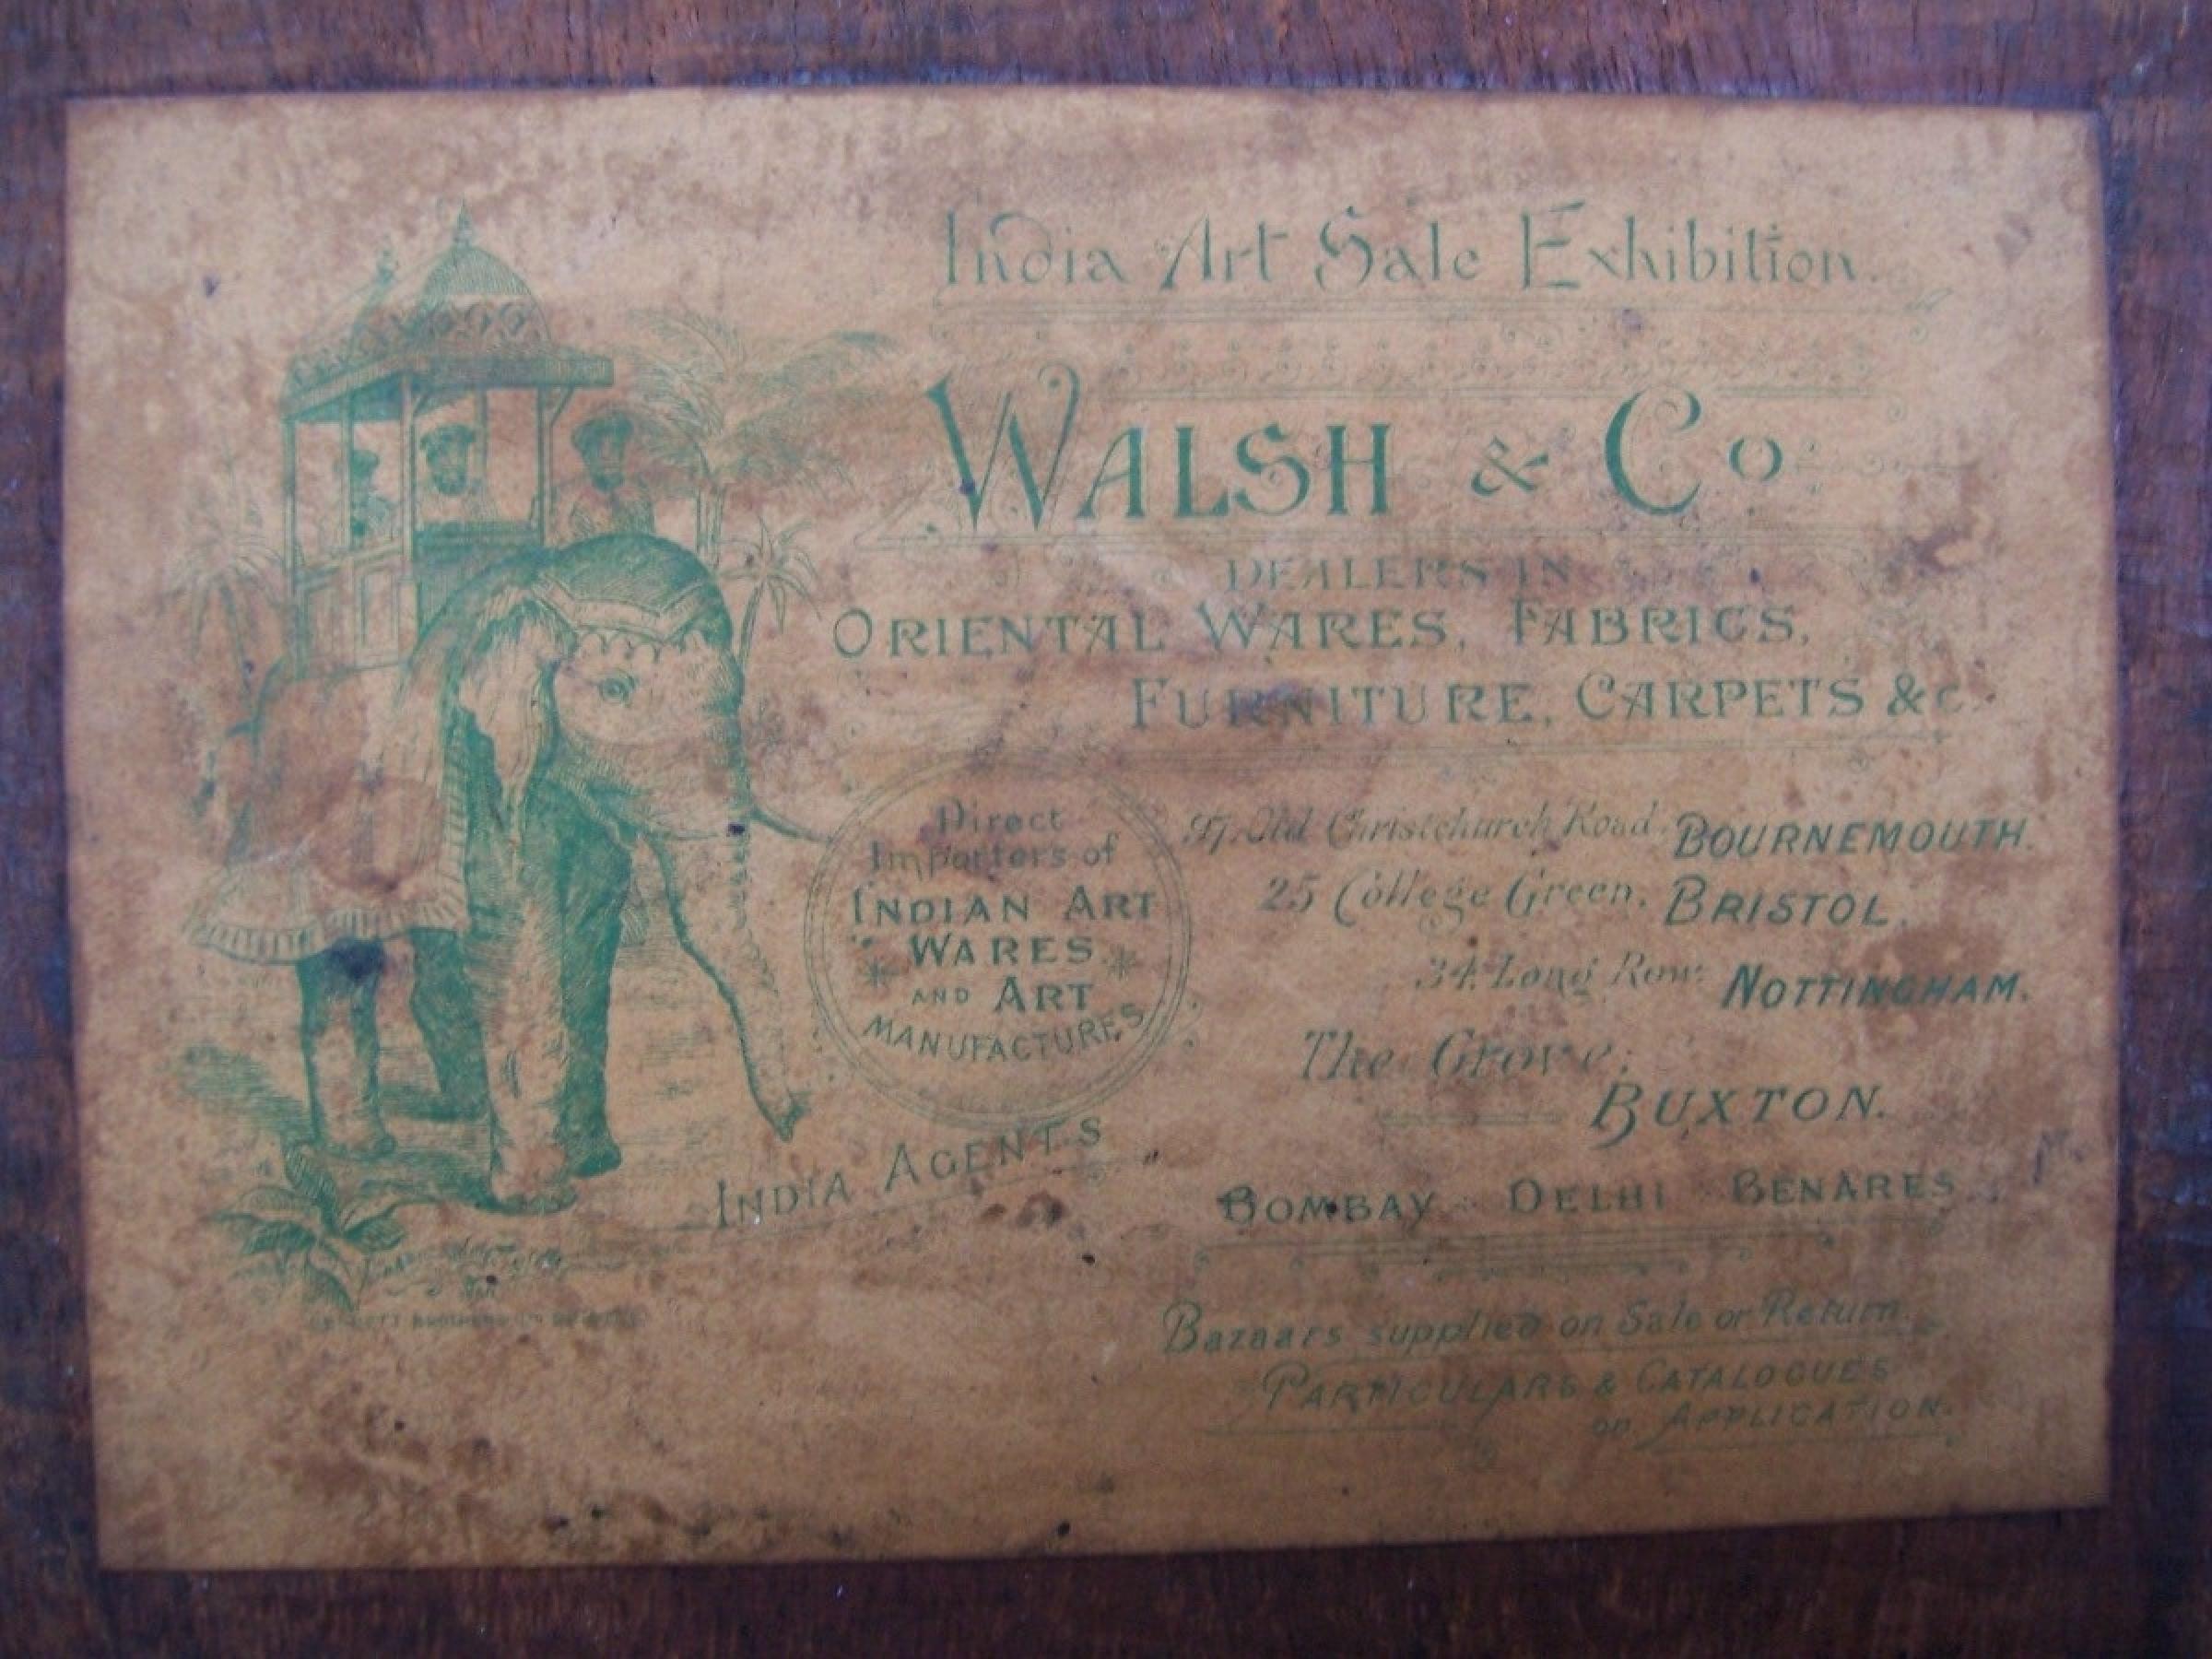 India Art Sale Exhibition.
WALSH & Co.
DEALERS IN
ORIENTAL WARES, FABRICS,
FURNITURE, CARPETS &c.
Direct
Importers of
INDIAN ART
WARES
AND ART
MANUFACTURES
INDIA AGENTS
97, Old Christchurch Road, BOURNEMOUTH.
25 College Green, BRISTOL,
34, Long Row, NOTTINGHAM.
The Grove,
BUXTON.
BOMBAY DELHI BENARES
Bazaars supplied on Sale or Return.
PARTICULARS & CATALOGUES
on APPLICATION.
BROTHERS